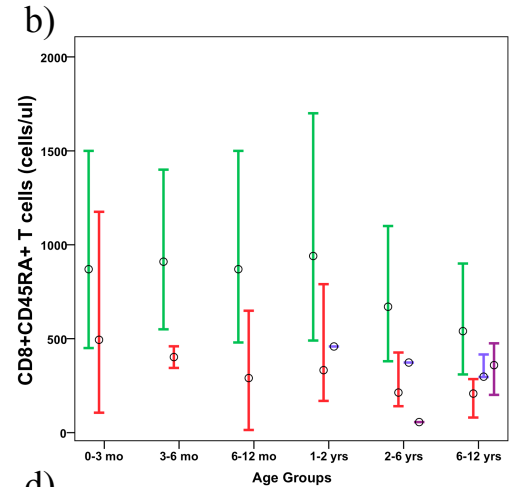 b)
CD8+CD45RA+ T cells (cells/ul)
2000
1500
1000
500
0
0-3 mo 3-6 mo 6-12 mo 1-2 yrs 2-6 yrs 6-12 yrs
Age Groups
d)